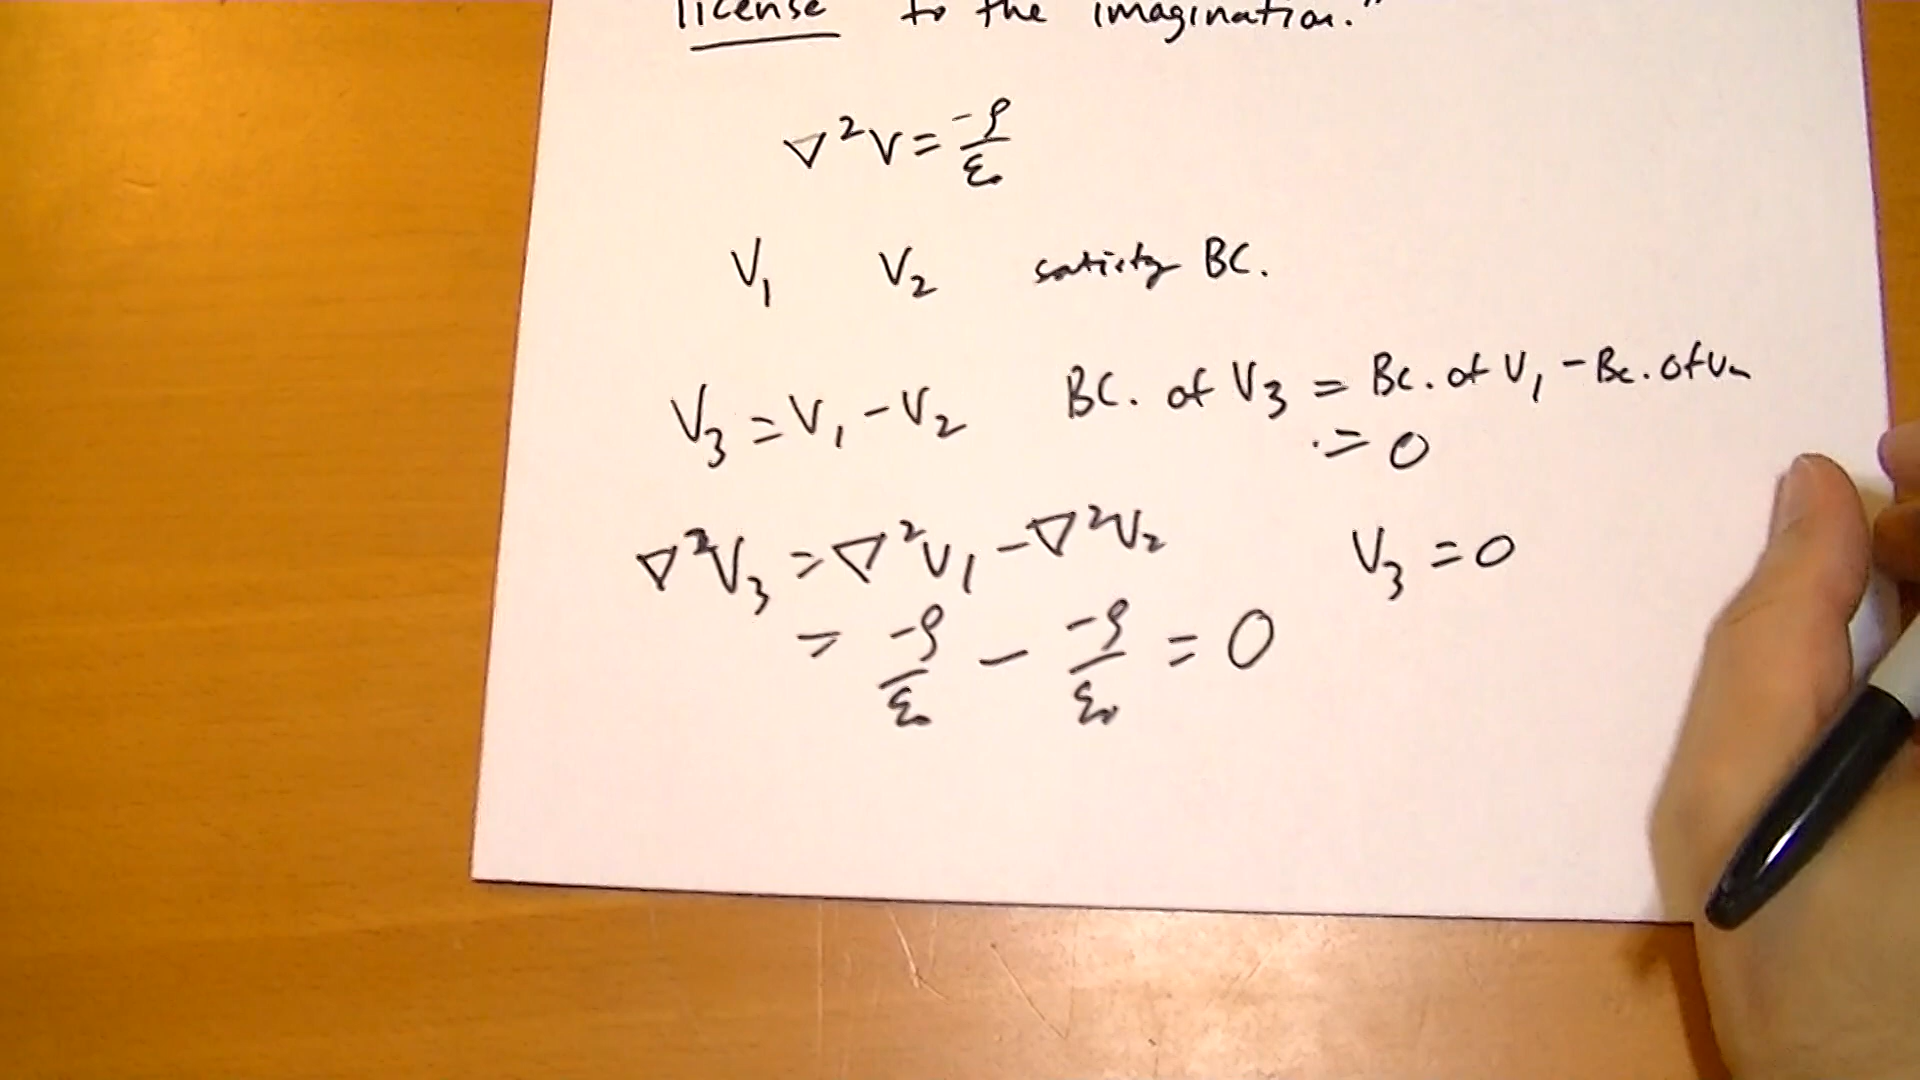 license to the imagination."
∇²V = -ρ/ε₀
V₁ V₂ satisfy BC.
V₃ = V₁ - V₂ BC. of V₃ = BC. of V₁ - BC. of V₂
= 0
∇²V₃ = ∇²V₁ - ∇²V₂ V₃ = 0
= -ρ/ε₀ - -ρ/ε₀ = 0